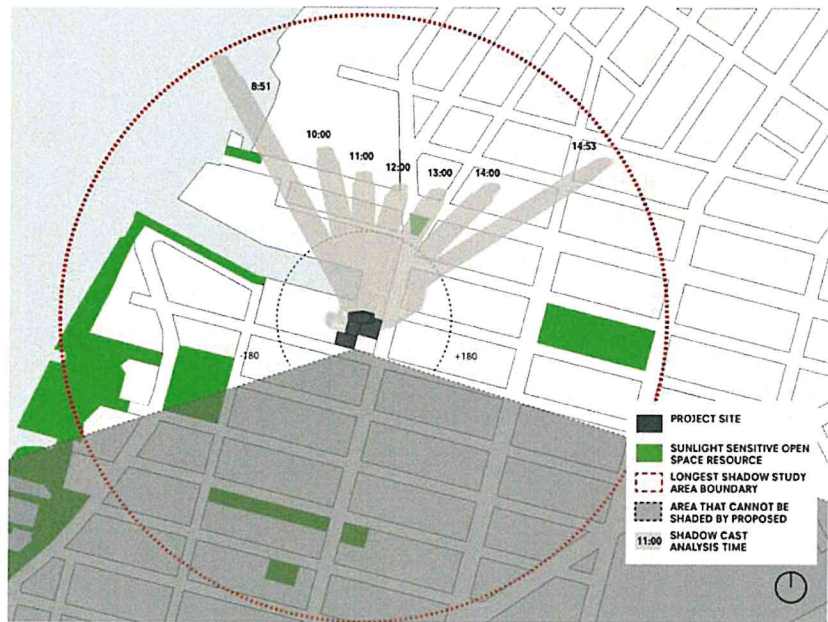 8:51
10:00
11:00
12:00
13:00
14:00
14:53
-180
+180
PROJECT SITE
SUNLIGHT SENSITIVE OPEN
SPACE RESOURCE
LONGEST SHADOW STUDY
AREA BOUNDARY
AREA THAT CANNOT BE
SHADED BY PROPOSED
11:00
SHADOW CAST
ANALYSIS TIME